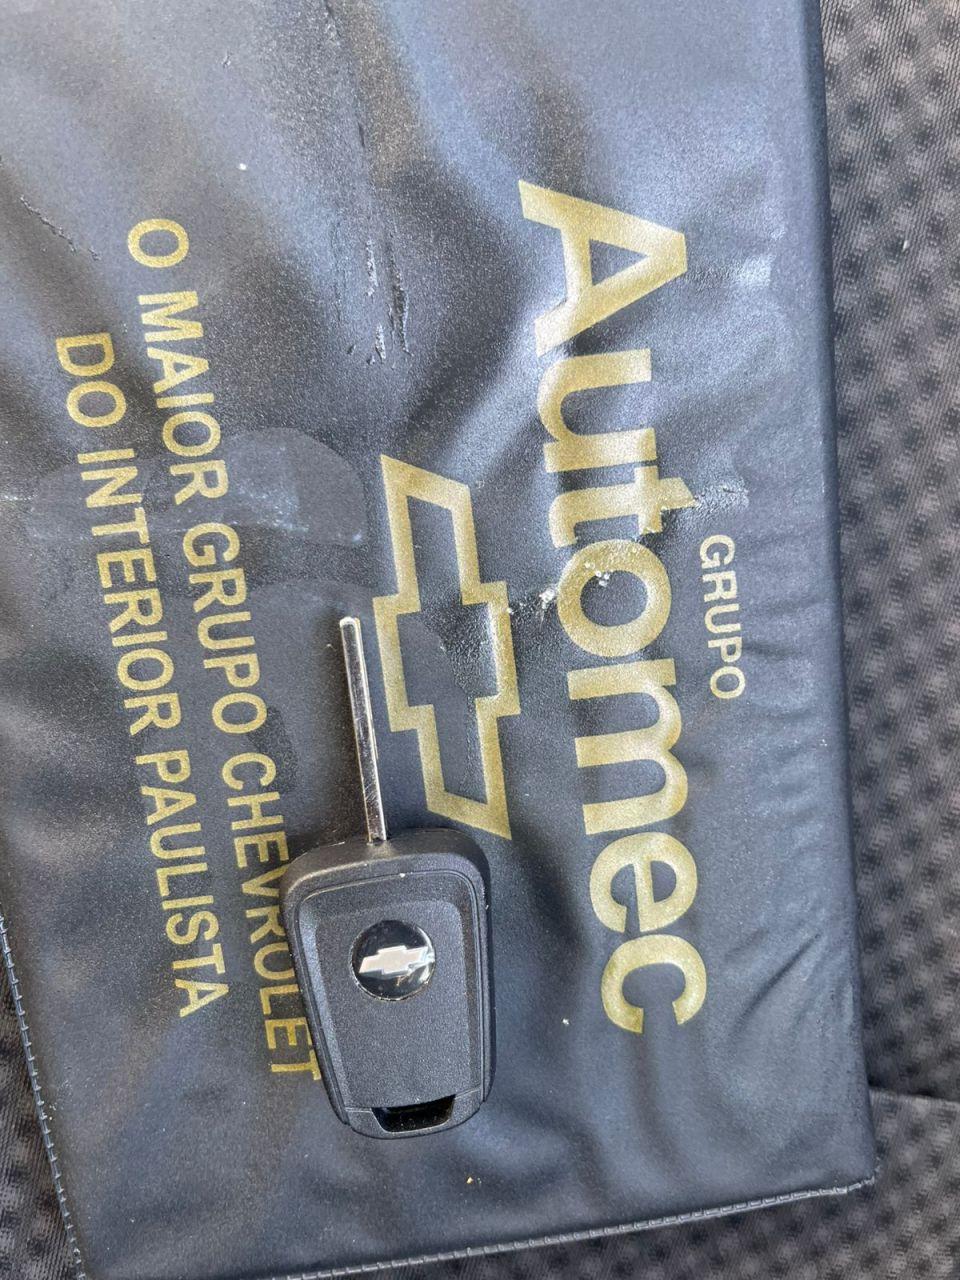 GRUPO
Automec
O MAIOR GRUPO CHEVROLET
DO INTERIOR PAULISTA